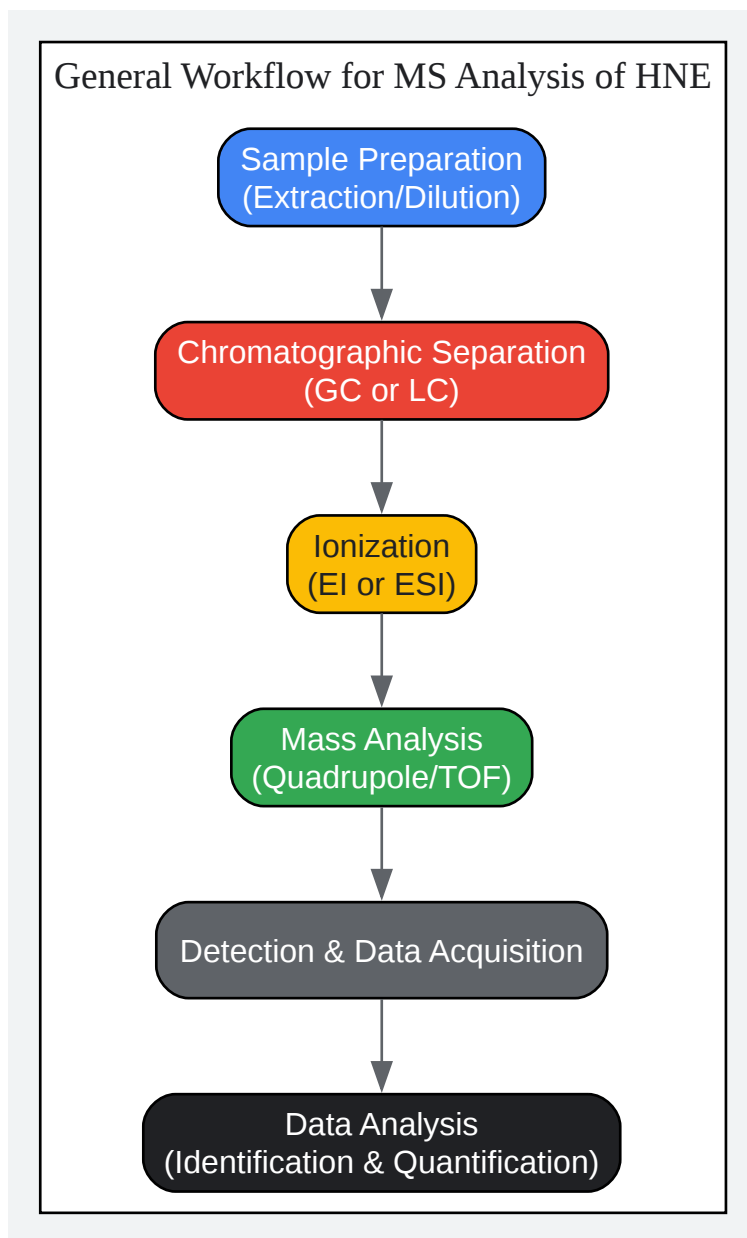 General Workflow for MS Analysis of HNE
Sample Preparation
(Extraction/Dilution)
Chromatographic Separation
(GC or LC)
Ionization
(EI or ESI)
Mass Analysis
(Quadrupole/TOF)
Detection & Data Acquisition
Data Analysis
(Identification & Quantification)